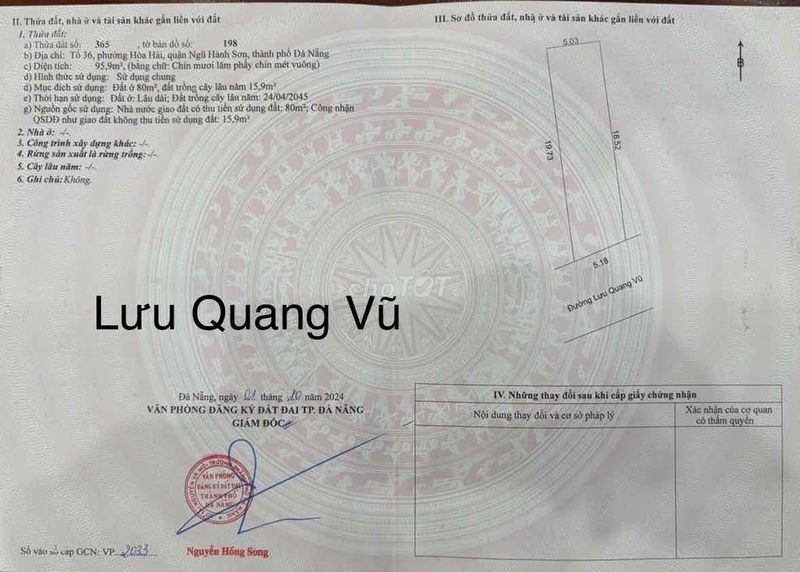 II. Thửa đất, nhà ở và tài sản khác gắn liền với đất
1. Thửa đất:
a) Thửa đất số: 365 , tờ bản đồ số: 198
b) Địa chỉ: Tổ 36, phường Hòa Hải, quận Ngũ Hành Sơn, thành phố Đà Nẵng
c) Diện tích: 95,9m², (bằng chữ: Chín mươi lăm phẩy chín mét vuông)
d) Hình thức sử dụng: Sử dụng chung
đ) Mục đích sử dụng: Đất ở 80m², đất trồng cây lâu năm 15,9m²
e) Thời hạn sử dụng: Đất ở: Lâu dài; Đất trồng cây lâu năm: 24/04/2045
g) Nguồn gốc sử dụng: Nhà nước giao đất có thu tiền sử dụng đất: 80m²; Công nhận
QSDĐ như giao đất không thu tiền sử dụng đất: 15,9m²
2. Nhà ở: -/-.
3. Công trình xây dựng khác: -/-.
4. Rừng sản xuất là rừng trồng: -/-.
5. Cây lâu năm: -/-.
6. Ghi chú: Không.
III. Sơ đồ thửa đất, nhà ở và tài sản khác gắn liền với đất
5.03
B
18.52
19.73
5.18
Đường Lưu Quang Vũ
choTỐT
Lưu Quang Vũ
Đà Nẵng, ngày 01 tháng 10 năm 2024
VĂN PHÒNG ĐĂNG KÝ ĐẤT ĐAI TP. ĐÀ NẴNG
GIÁM ĐỐC
VĂN PHÒNG
ĐĂNG KÝ ĐẤT ĐAI
THÀNH PHỐ
ĐÀ NẴNG
Nguyễn Hồng Song
Số vào sổ cấp GCN: VP 2033
IV. Những thay đổi sau khi cấp giấy chứng nhận
Nội dung thay đổi và cơ sở pháp lý
Xác nhận của cơ quan
có thẩm quyền